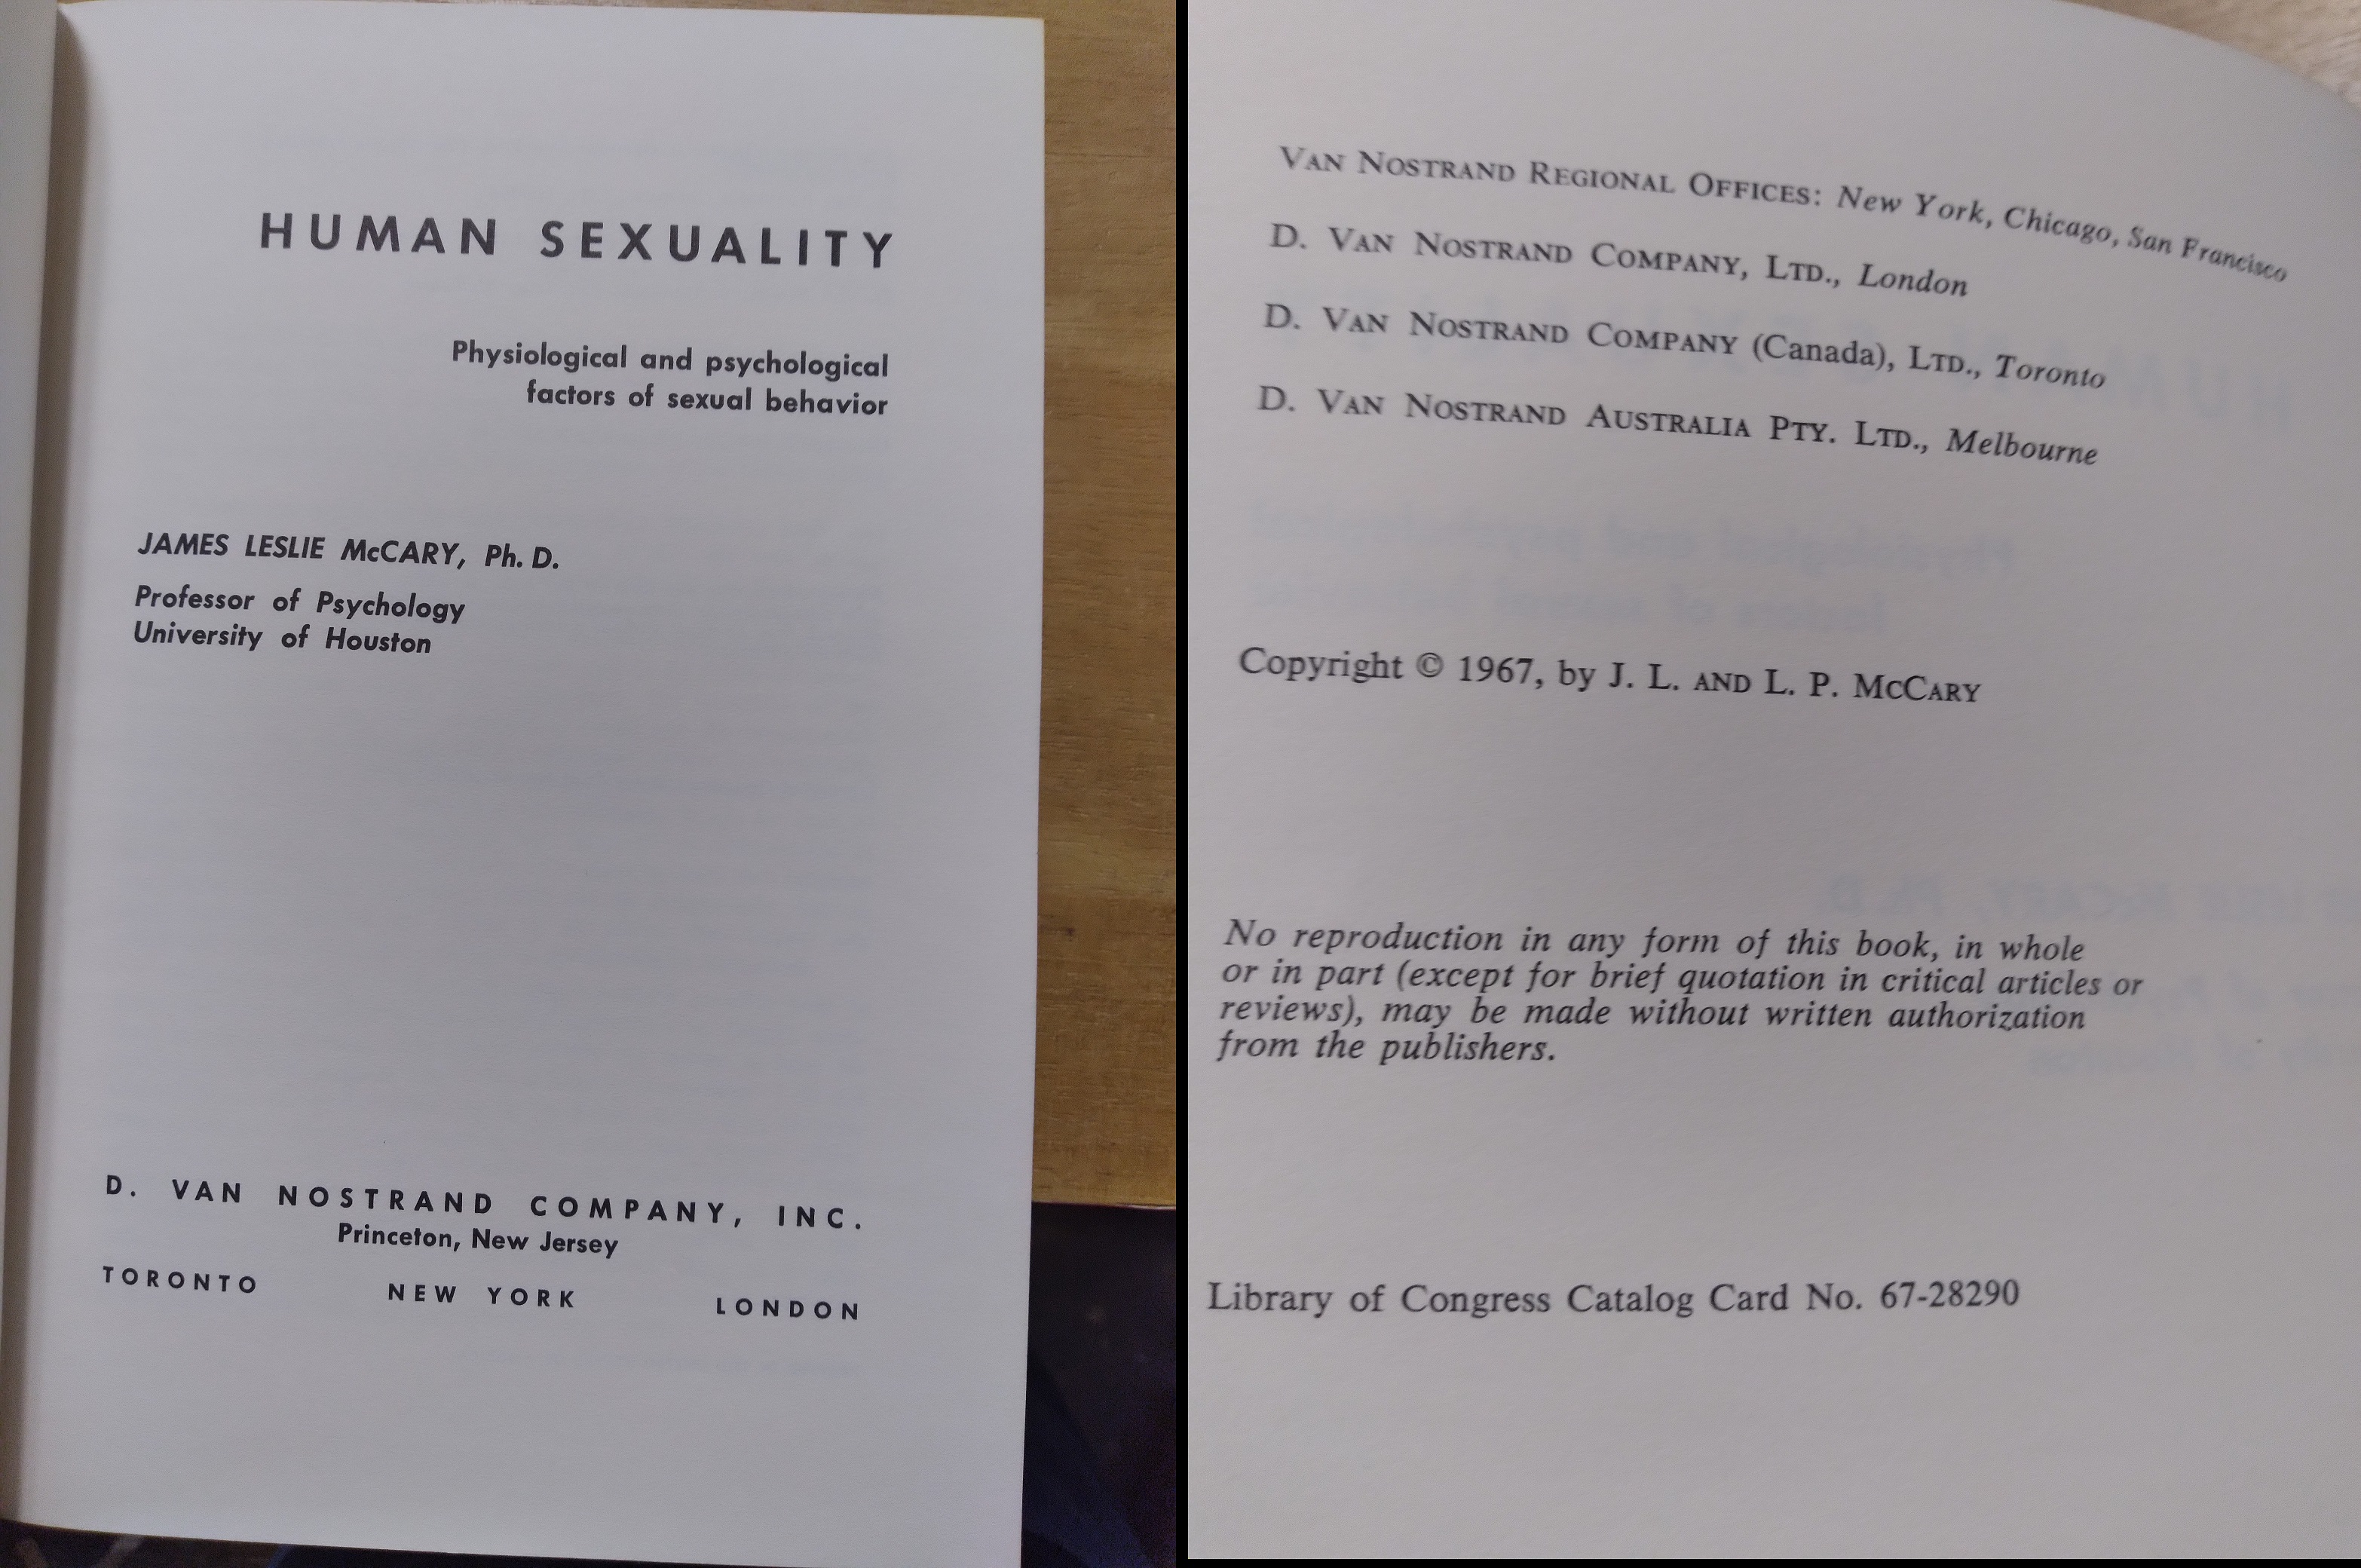 HUMAN SEXUALITY
Physiological and psychological
factors of sexual behavior
JAMES LESLIE McCARY, Ph. D.
Professor of Psychology
University of Houston
D. VAN NOSTRAND COMPANY, INC.
Princeton, New Jersey
TORONTO NEW YORK LONDON
VAN NOSTRAND REGIONAL OFFICES: New York, Chicago, San Francisco
D. VAN NOSTRAND COMPANY, LTD., London
D. VAN NOSTRAND COMPANY (Canada), LTD., Toronto
D. VAN NOSTRAND AUSTRALIA PTY. LTD., Melbourne
Copyright © 1967, by J. L. AND L. P. MCCARY
No reproduction in any form of this book, in whole
or in part (except for brief quotation in critical articles or
reviews), may be made without written authorization
from the publishers.
Library of Congress Catalog Card No. 67-28290